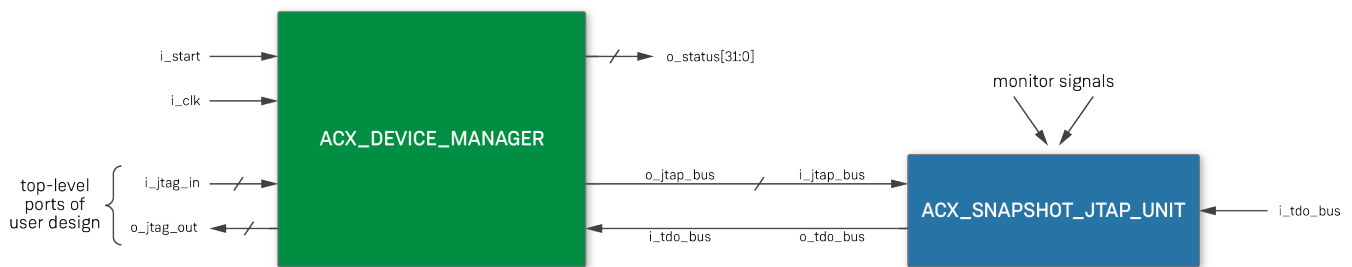 i_start
i_clk
top-level
ports of
user design
i_jtag_in
o_jtag_out
ACX_DEVICE_MANAGER
o_status[31:0]
o_jtap_bus
i_jtap_bus
i_tdo_bus
o_tdo_bus
monitor signals
ACX_SNAPSHOT_JTAP_UNIT
i_tdo_bus